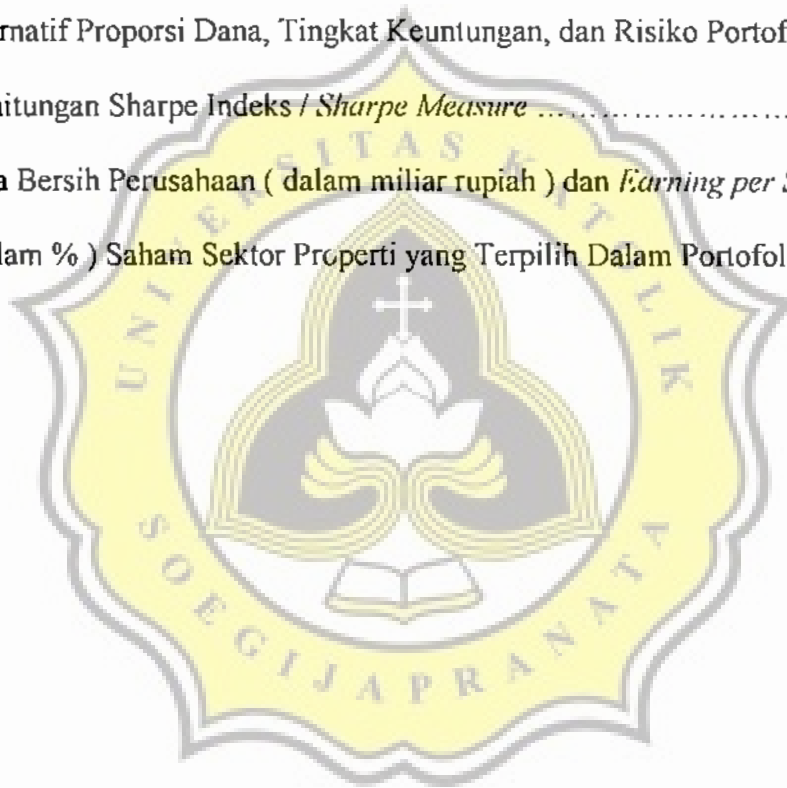 rnatif Proporsi Dana, Tingkat Keuntungan, dan Risiko Portof
itungan Sharpe Indeks / Sharpe Measure ………………………
a Bersih Perusahaan ( dalam miliar rupiah ) dan Earning per S
lam % ) Saham Sektor Properti yang Terpilih Dalam Portofol
UNIVERSITAS KATOLIK
SOEGIJAPRANATA